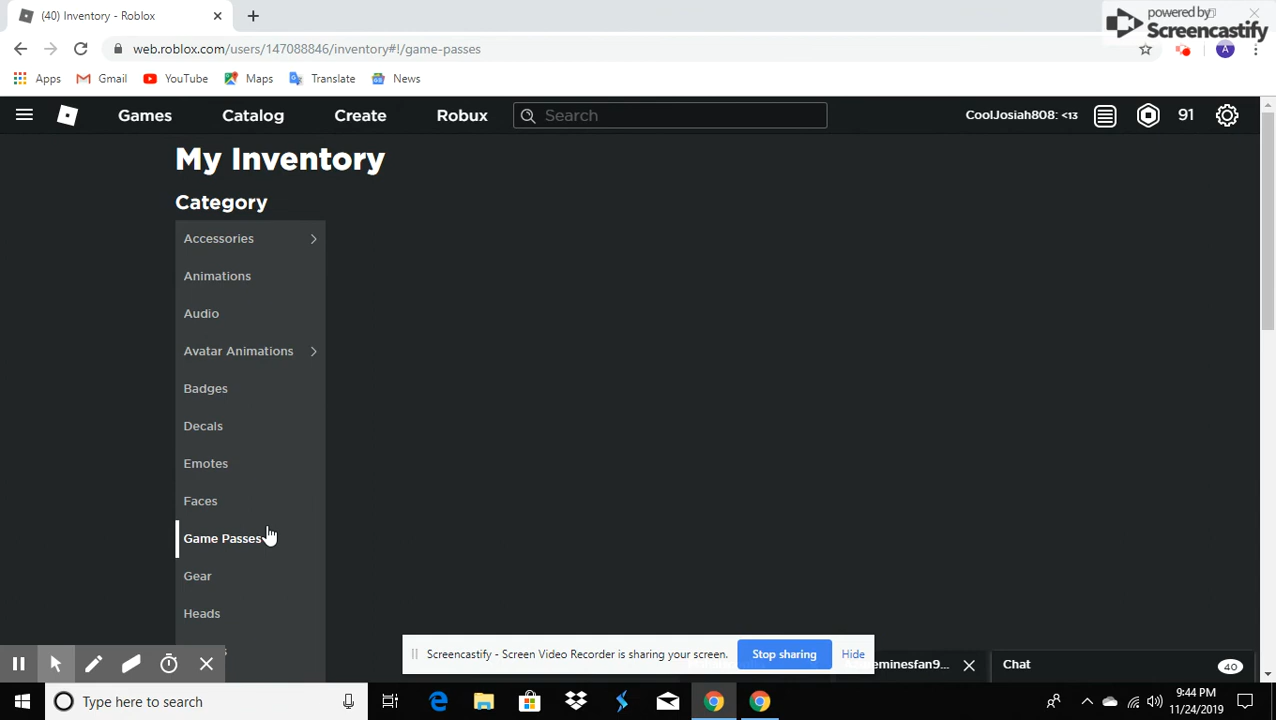 (40) Inventory - Roblox
powered by
Screencastify
web.roblox.com/users/147088846/inventory#!/game-passes
A
Apps
Gmail
YouTube
Maps
Translate
News
Games
Catalog
Create
Robux
Search
CoolJosiah808: <13
91
My Inventory
Category
Accessories
Animations
Audio
Avatar Animations
Badges
Decals
Emotes
Faces
Game Passes
Gear
Heads
Screencastify - Screen Video Recorder is sharing your screen.
Stop sharing
Hide
Chat
40
Type here to search
9:44 PM
11/24/2019